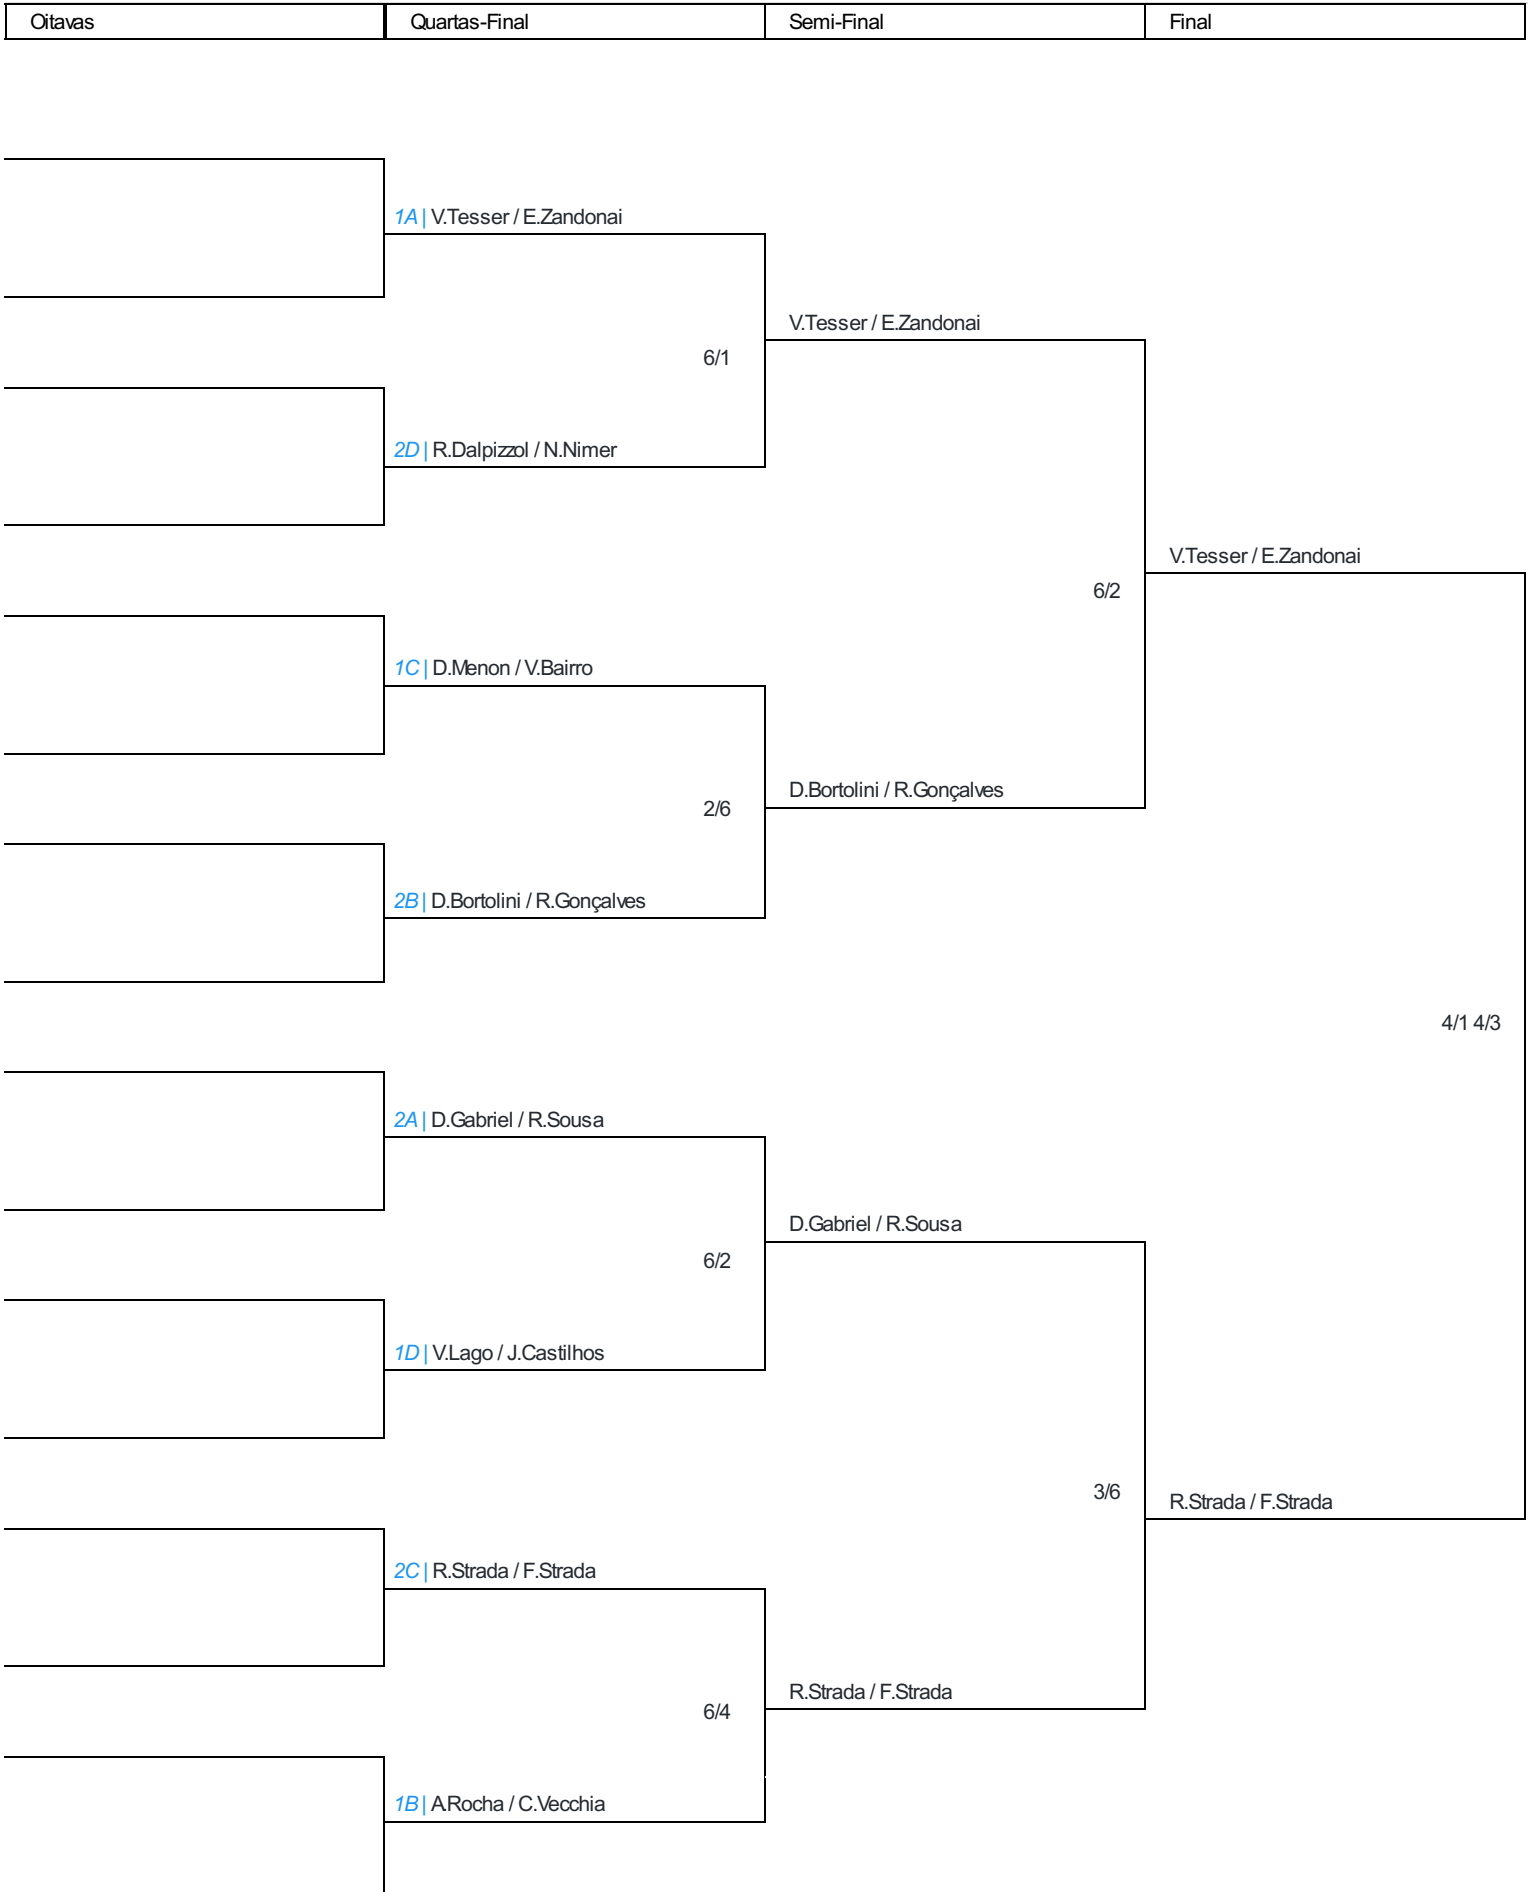 Oitavas Quartas-Final Semi-Final Final
1A | V.Tesser / E.Zandonai
V.Tesser / E.Zandonai
6/1
2D | R.Dalpizzol / N.Nimer
V.Tesser / E.Zandonai
6/2
1C | D.Menon / V.Bairro
D.Bortolini / R.Gonçalves
2/6
2B | D.Bortolini / R.Gonçalves
4/1 4/3
2A | D.Gabriel / R.Sousa
D.Gabriel / R.Sousa
6/2
1D | V.Lago / J.Castilhos
3/6
R.Strada / F.Strada
2C | R.Strada / F.Strada
R.Strada / F.Strada
6/4
1B | A.Rocha / C.Vecchia